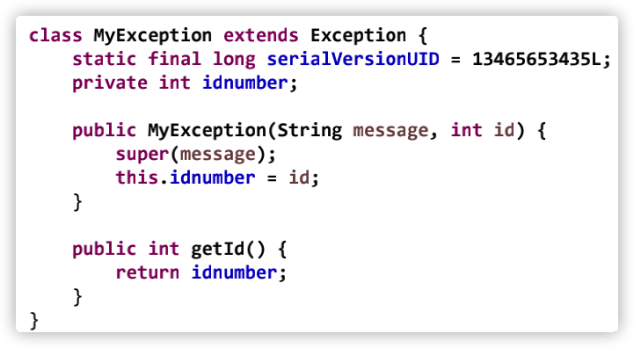 class MyException extends Exception {
    static final long serialVersionUID = 13465653435L;
    private int idnumber;

    public MyException(String message, int id) {
        super(message);
        this.idnumber = id;
    }

    public int getId() {
        return idnumber;
    }
}